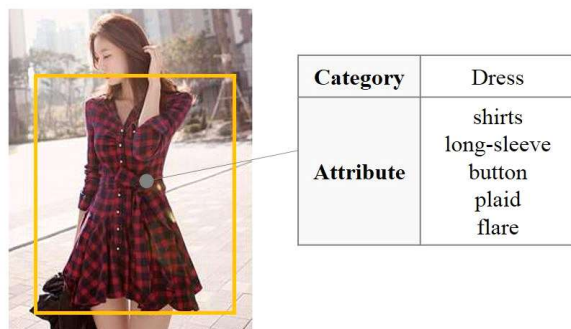 Category Dress
Attribute
shirts
long-sleeve
button
plaid
flare